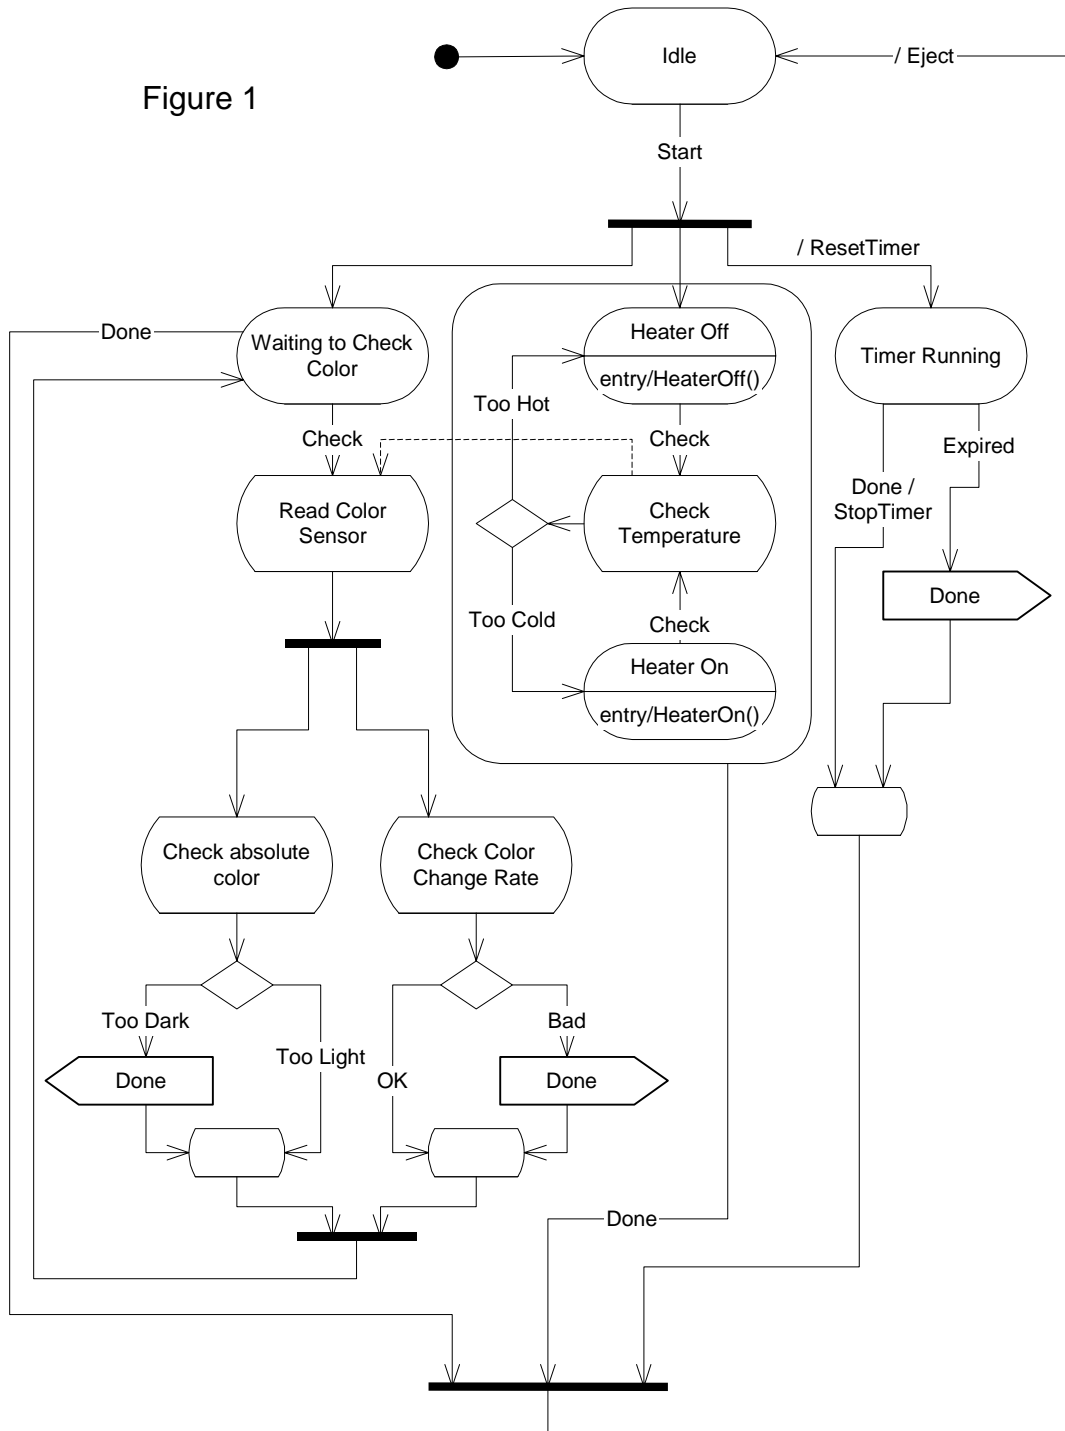 Idle
/ Eject
Figure 1
Start
/ ResetTimer
Done
Waiting to Check
Color
Heater Off
entry/HeaterOff()
Timer Running
Too Hot
Check
Check
Expired
Read Color
Sensor
Check
Temperature
Done /
StopTimer
Done
Too Cold
Check
Heater On
entry/HeaterOn()
Check absolute
color
Check Color
Change Rate
Too Dark
Too Light
Bad
Done
OK
Done
Done